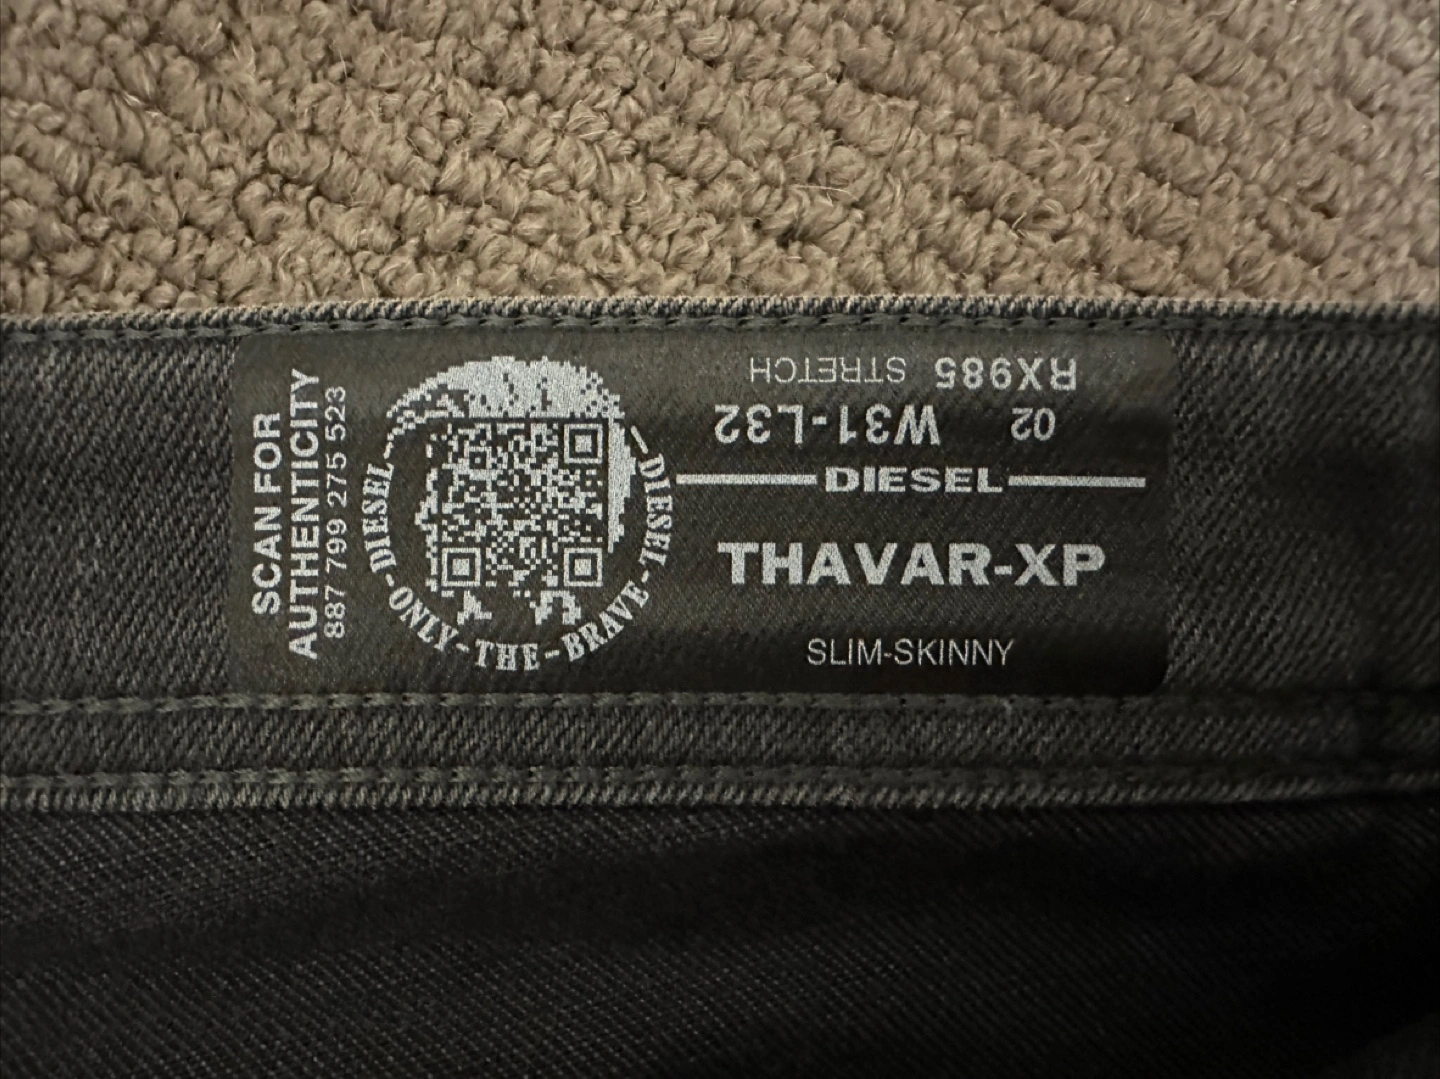 SCAN FOR
AUTHENTICITY
887 799 275 523
DIESEL-ONLY-THE-BRAVE-DIESEL
RX985 STRETCH
02 W31-L32
DIESEL
THAVAR-XP
SLIM-SKINNY